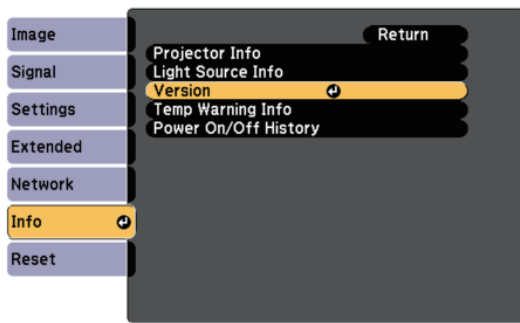 Image
Signal
Settings
Extended
Network
Info
Reset
Return
Projector Info
Light Source Info
Version
Temp Warning Info
Power On/Off History